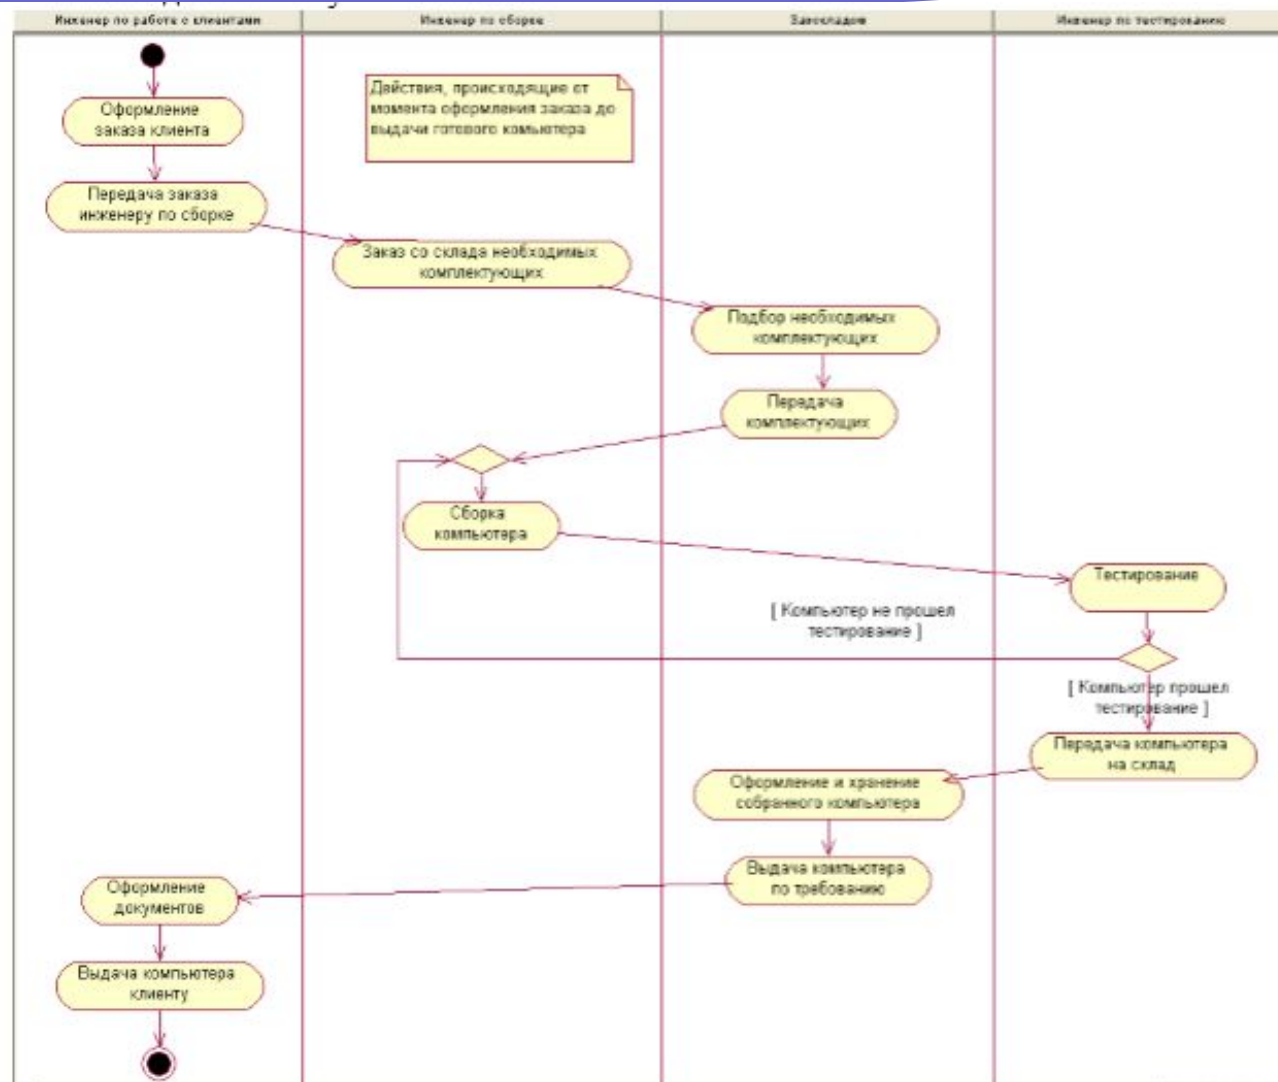 Инженер по работе с клиентами
Инженер по сборке
Завскладом
Инженер по тестированию
Действия, происходящие от
момента оформления заказа до
выдачи готового комьютера
Оформление
заказа клиента
Передача заказа
инженеру по сборке
Заказ со склада необходимых
комплектующих
Подбор необходимых
комплектующих
Передача
комплектующих
Сборка
компьютера
Тестирование
[ Компьютер не прошел
тестирование ]
[ Компьютер прошел
тестирование ]
Передача компьютера
на склад
Оформление и хранение
собранного компьютера
Выдача компьютера
по требованию
Оформление
документов
Выдача компьютера
клиенту